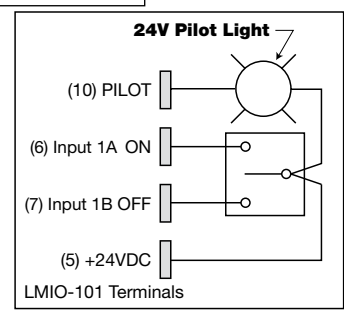 24V Pilot Light
(10) PILOT
(6) Input 1A ON
(7) Input 1B OFF
(5) +24VDC
LMIO-101 Terminals